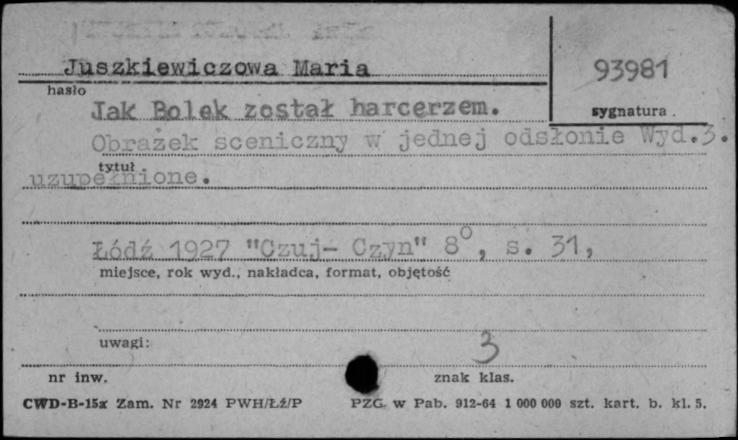 Juszkiewiczowa Maria
93981
hasło
sygnatura.
Jak Bolek został harcerzem.
Obrazek sceniczny w jednej odsłonie Wyd.3.
tytuł
uzupełnione.
Łódź 1927 "Czuj- Czyn" 8°, s. 31,
miejsce, rok wyd., nakładca, format, objętość
uwagi:
3
nr inw.
znak klas.
CWD-B-15x Zam. Nr 2924 PWH/Łź/P PZG w Pab. 912-64 1 000 000 szt. kart. b. kl. 5.